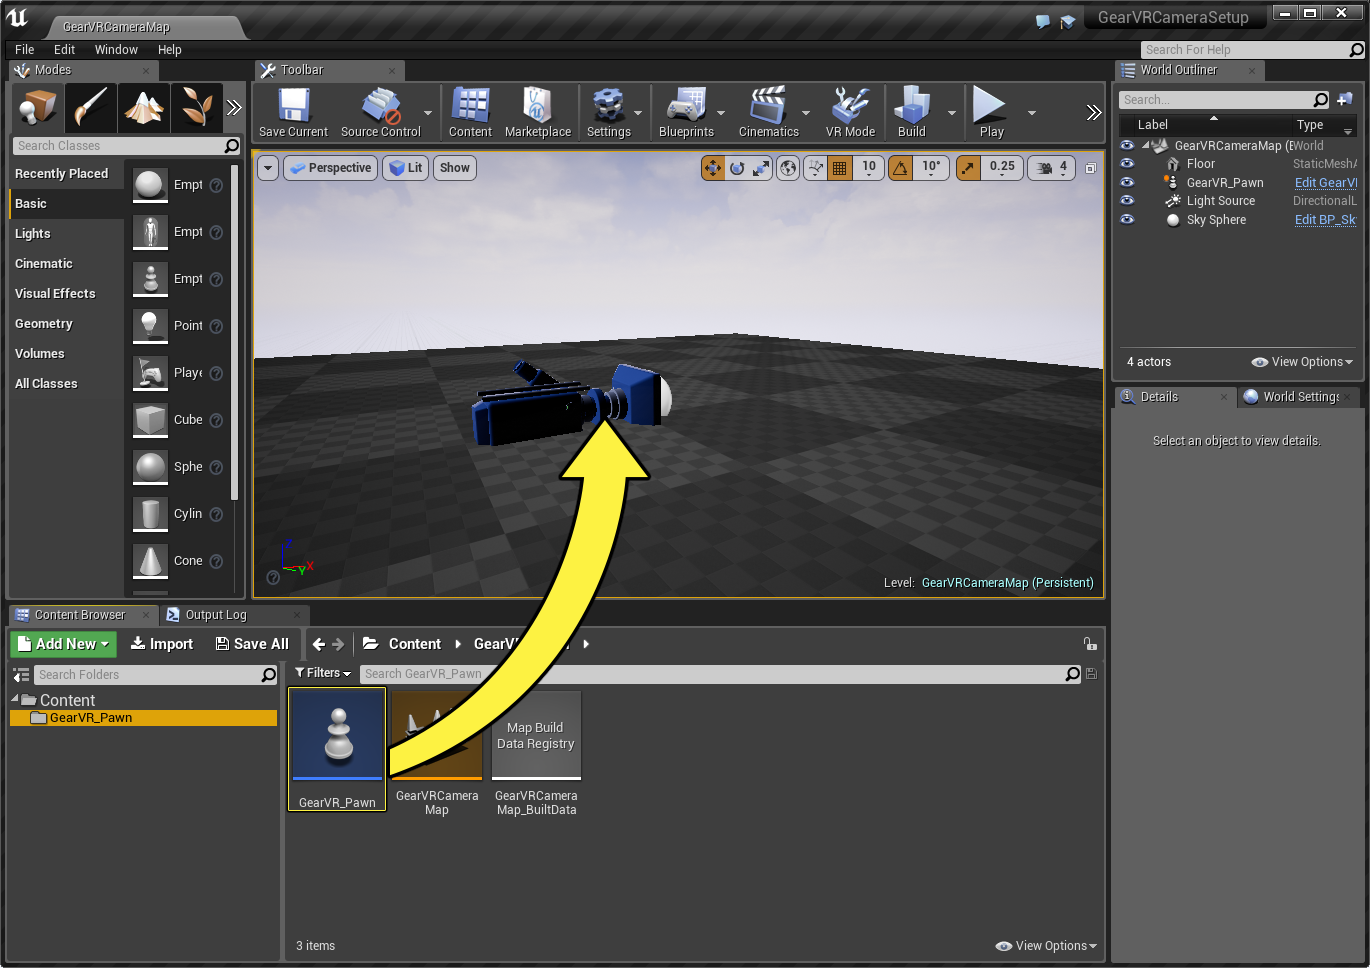 GearVRCameraMap
GearVRCameraSetup
File Edit Window Help
Search For Help
Modes
Toolbar
World Outliner
Save Current
Source Control
Content
Marketplace
Settings
Blueprints
Cinematics
VR Mode
Build
Play
Search Classes
Search...
Label Type
GearVRCameraMap (E World
Floor StaticMeshA
GearVR_Pawn Edit GearVI
Light Source DirectionalL
Sky Sphere Edit BP_Sk
4 actors
View Options
Recently Placed
Basic
Lights
Cinematic
Visual Effects
Geometry
Volumes
All Classes
Empt
Empt
Empt
Point
Playe
Cube
Sphe
Cylin
Cone
Perspective Lit Show 10 10° 0.25 4
Z
X
Y
Level: GearVRCameraMap (Persistent)
Details
World Settings
Select an object to view details.
Content Browser
Output Log
Add New Import Save All Content
Search Folders
Filters Search GearVR_Pawn
Content
GearVR_Pawn
Map Build
Data Registry
GearVR_Pawn
GearVRCamera
Map
GearVRCamera
Map_BuiltData
3 items
View Options